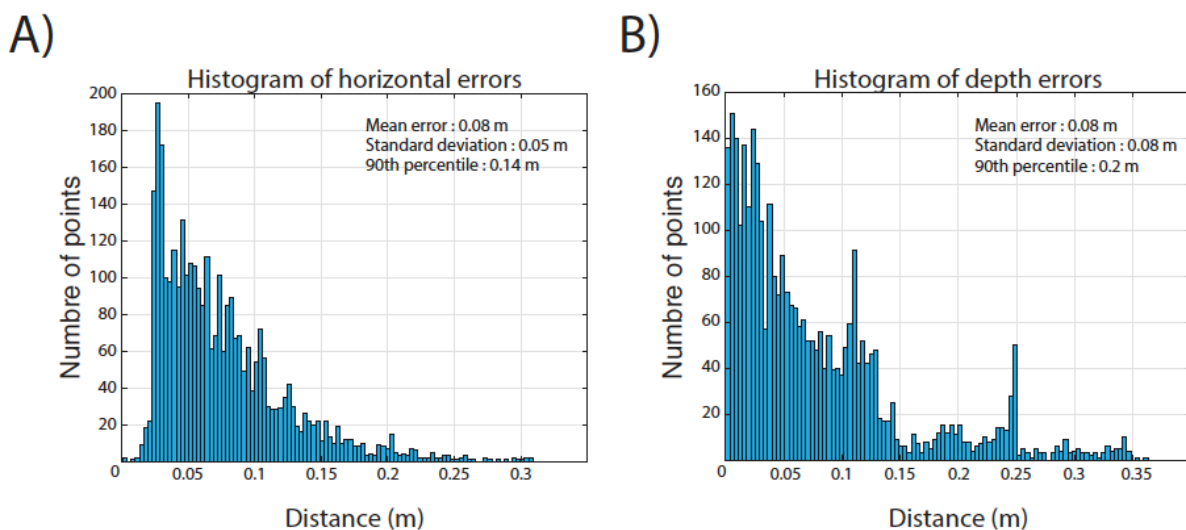 A)
Histogram of horizontal errors
Mean error : 0.08 m
Standard deviation : 0.05 m
90th percentile : 0.14 m
Numbre of points
200
180
160
140
120
100
80
60
40
20
0
0.05
0.1
0.15
0.2
0.25
0.3
Distance (m)
B)
Histogram of depth errors
Mean error : 0.08 m
Standard deviation : 0.08 m
90th percentile : 0.2 m
Numbre of points
160
140
120
100
80
60
40
20
0
0.05
0.1
0.15
0.2
0.25
0.3
0.35
Distance (m)